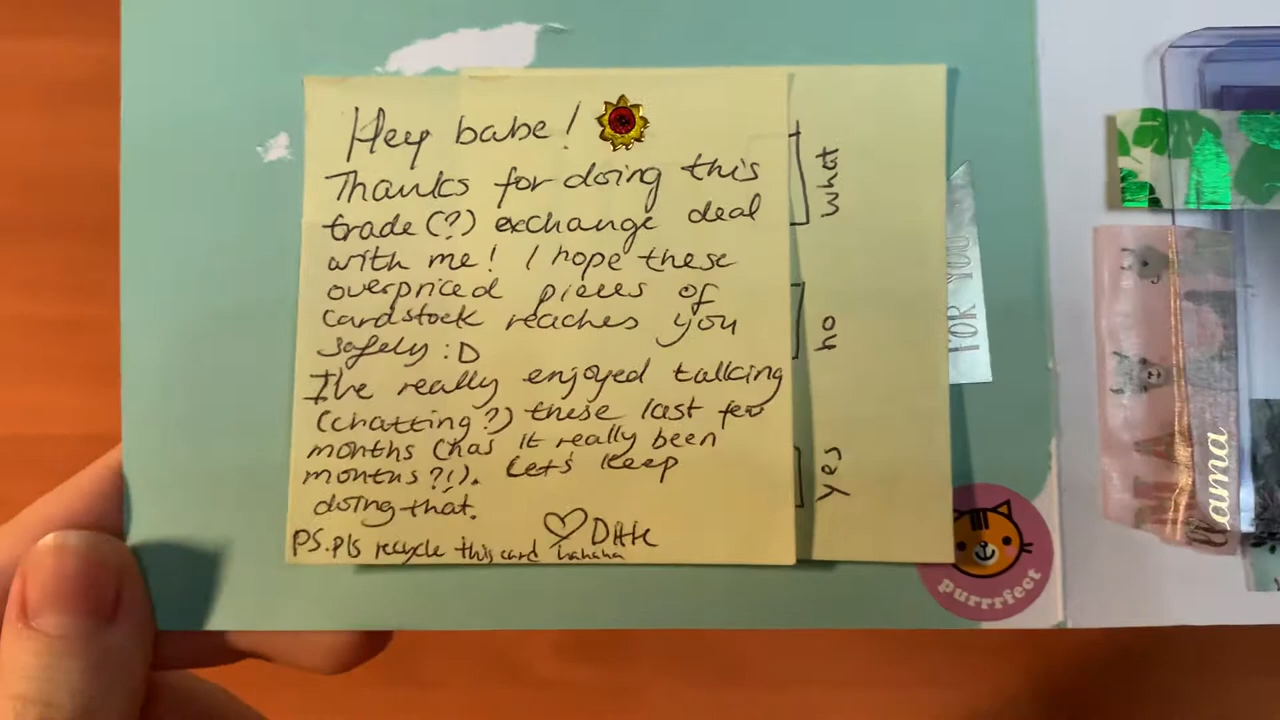 Hey babe!
Thanks for doing this
trade (?) exchange deal
with me! I hope these
overpriced pieces of
cardstock reaches you
safely :D
I've really enjoyed talking
(chatting?) these last few
months (has it really been
months?!). Let's keep
doing that.
PS. Pls recycle this card hahaha
what
ho
yes
FOR YOU
purrrfect
llama